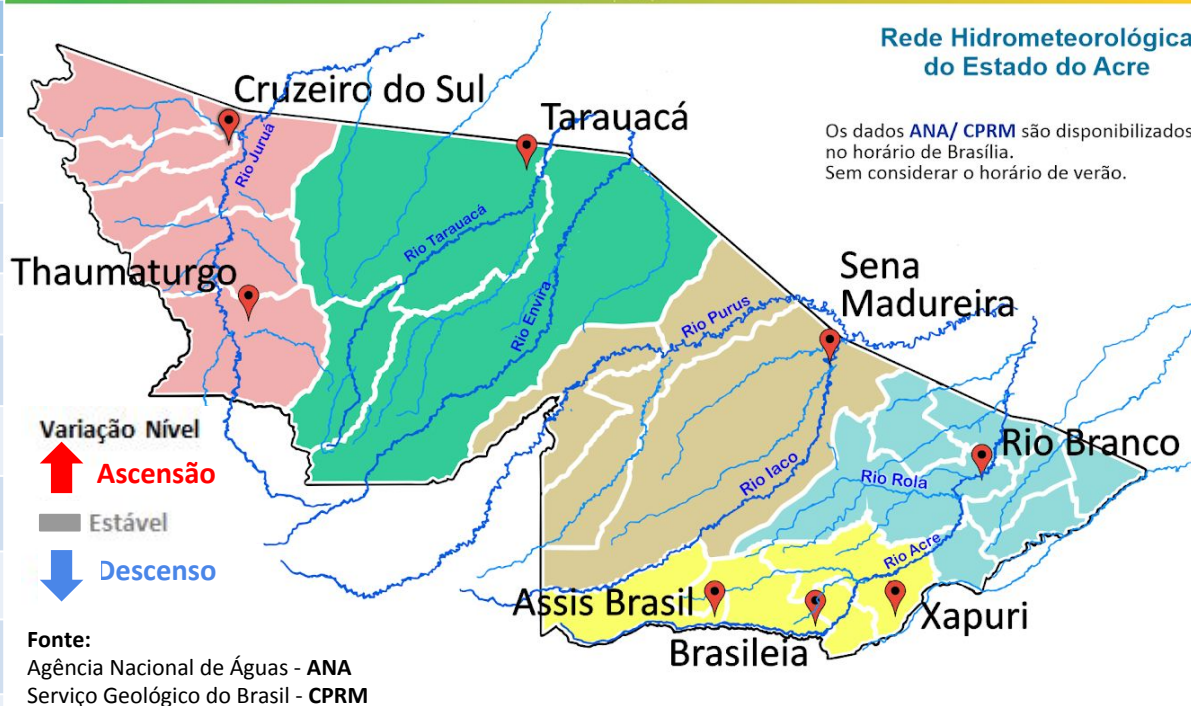 Rede Hidrometeorológica
do Estado do Acre
Os dados ANA/ CPRM são disponibilizados
no horário de Brasília.
Sem considerar o horário de verão.
Cruzeiro do Sul
Tarauacá
Rio Juruá
Rio Tarauacá
Thaumaturgo
Rio Envira
Sena
Madureira
Rio Purus
Rio Branco
Rio Iaco
Rio Rolá
Rio Acre
Assis Brasil
Brasileia
Xapuri
Variação Nível
Ascensão
Estável
Descenso
Fonte:
Agência Nacional de Águas - ANA
Serviço Geológico do Brasil - CPRM